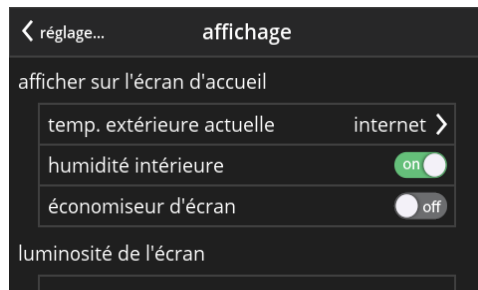 réglage... affichage
afficher sur l'écran d'accueil
temp. extérieure actuelle internet
humidité intérieure on
économiseur d'écran off
luminosité de l'écran